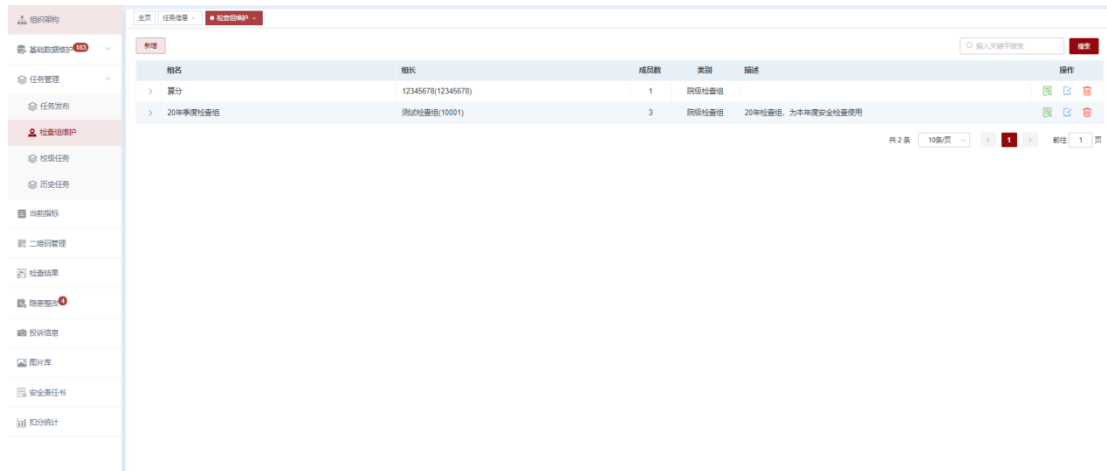 组织架构
主页 任务信息 × 检查组维护 ×
基础数据维护 183
新增
输入关键字搜索 搜索
任务管理
组名 组长 成员数 类别 描述 操作
算分 12345678(12345678) 1 院级检查组
任务发布
20年季度检查组 测试检查组(10001) 3 院级检查组 20年检查组，为本年度安全检查使用
检查组维护
共 2 条 10条/页 1 前往 1 页
校级任务
历史任务
当前指标
二维码管理
检查结果
隐患整改 4
投诉信息
图片库
安全责任书
扣分统计